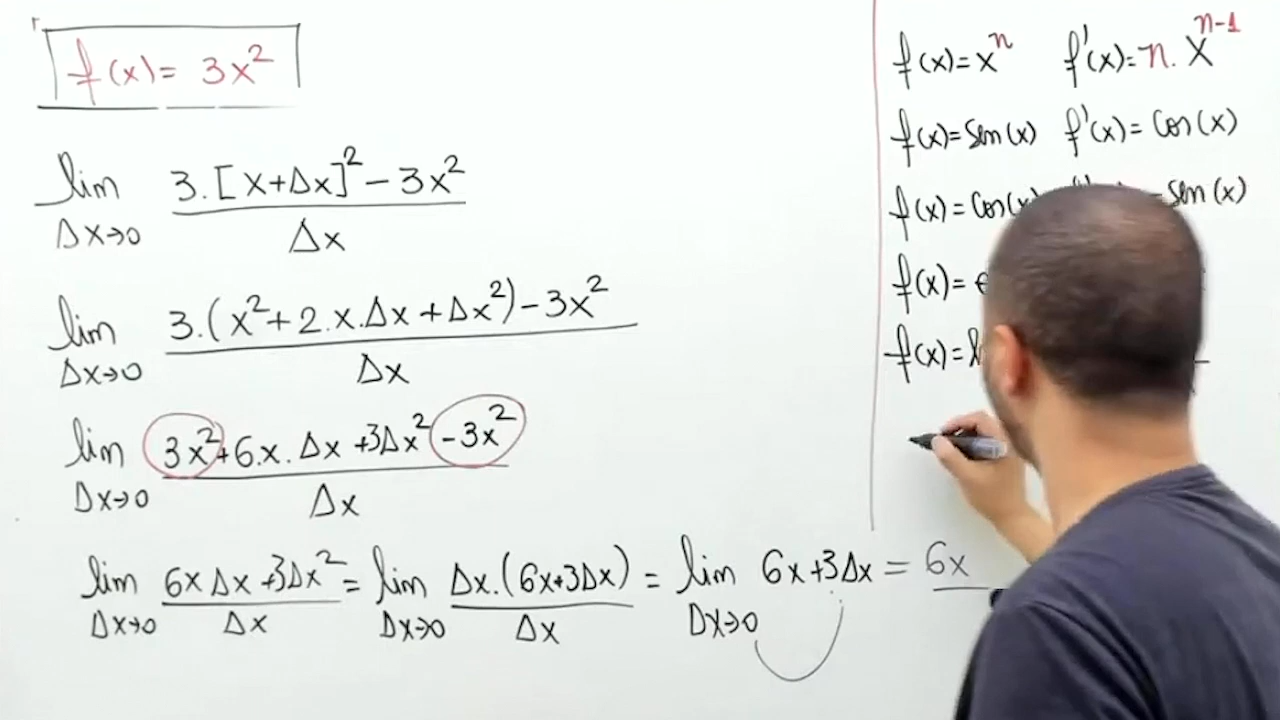 f(x) = 3x²
lim Δx→0 3.[x+Δx]² - 3x² / Δx
lim Δx→0 3.(x²+2.x.Δx+Δx²)-3x² / Δx
lim Δx→0 3x²+6.x.Δx+3Δx²-3x² / Δx
lim Δx→0 6xΔx+3Δx² / Δx = lim Δx→0 Δx.(6x+3Δx) / Δx = lim Δx→0 6x+3Δx = 6x
f(x)=xⁿ f'(x)=n.xⁿ⁻¹
f(x)=Sen(x) f'(x)=Cos(x)
f(x)=Cos(x) -Sen(x)
f(x)=
f(x)=